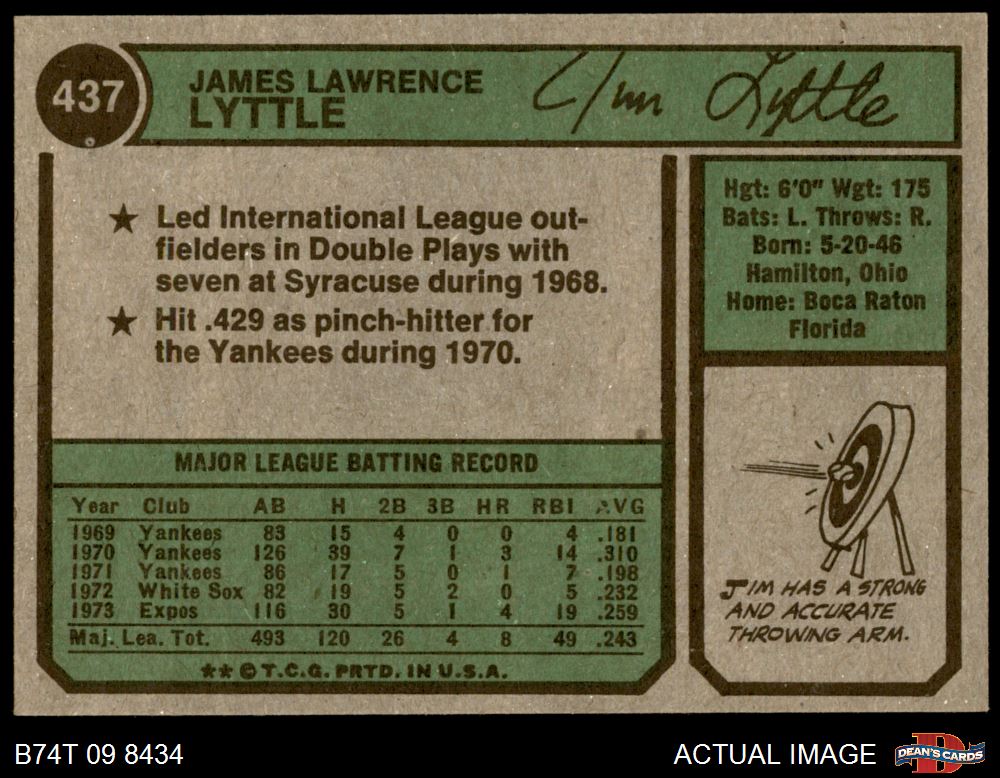 437
JAMES LAWRENCE
LYTTLE
Jim Lyttle
★ Led International League out-
fielders in Double Plays with
seven at Syracuse during 1968.
★ Hit .429 as pinch-hitter for
the Yankees during 1970.
Hgt: 6'0" Wgt: 175
Bats: L. Throws: R.
Born: 5-20-46
Hamilton, Ohio
Home: Boca Raton
Florida
MAJOR LEAGUE BATTING RECORD
Year Club AB H 2B 3B HR RBI AVG
1969 Yankees 83 15 4 0 0 4 .181
1970 Yankees 126 39 7 1 3 14 .310
1971 Yankees 86 17 5 0 1 7 .198
1972 White Sox 82 19 5 2 0 5 .232
1973 Expos 116 30 5 1 4 19 .259
Maj. Lea. Tot. 493 120 26 4 8 49 .243
★★ © T.C.G. PRTD. IN U.S.A.
JIM HAS A STRONG
AND ACCURATE
THROWING ARM.
B74T 09 8434
ACTUAL IMAGE
D
DEAN'S CARDS